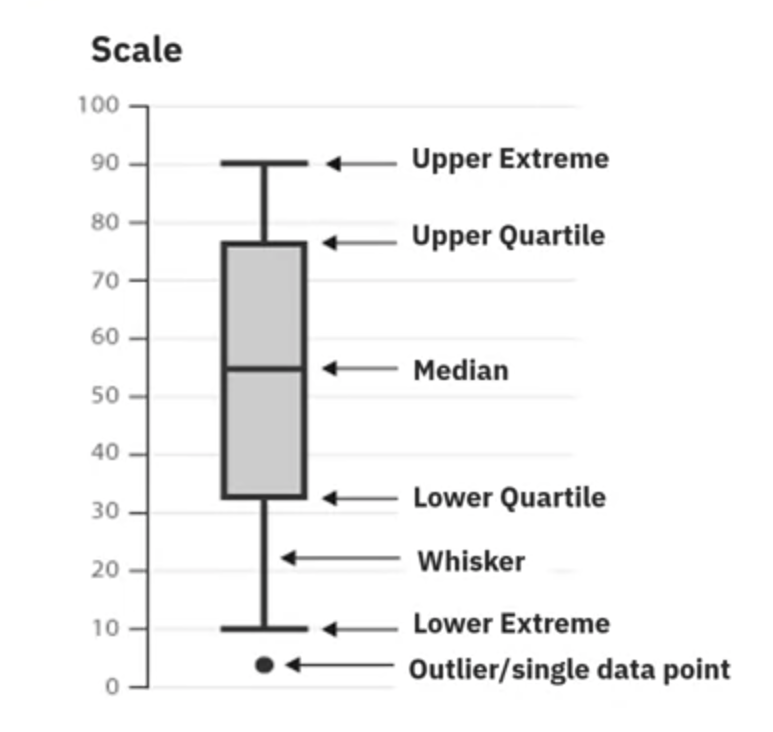 Scale
100
90
Upper Extreme
80
Upper Quartile
70
60
Median
50
40
Lower Quartile
30
Whisker
20
Lower Extreme
10
Outlier/single data point
0